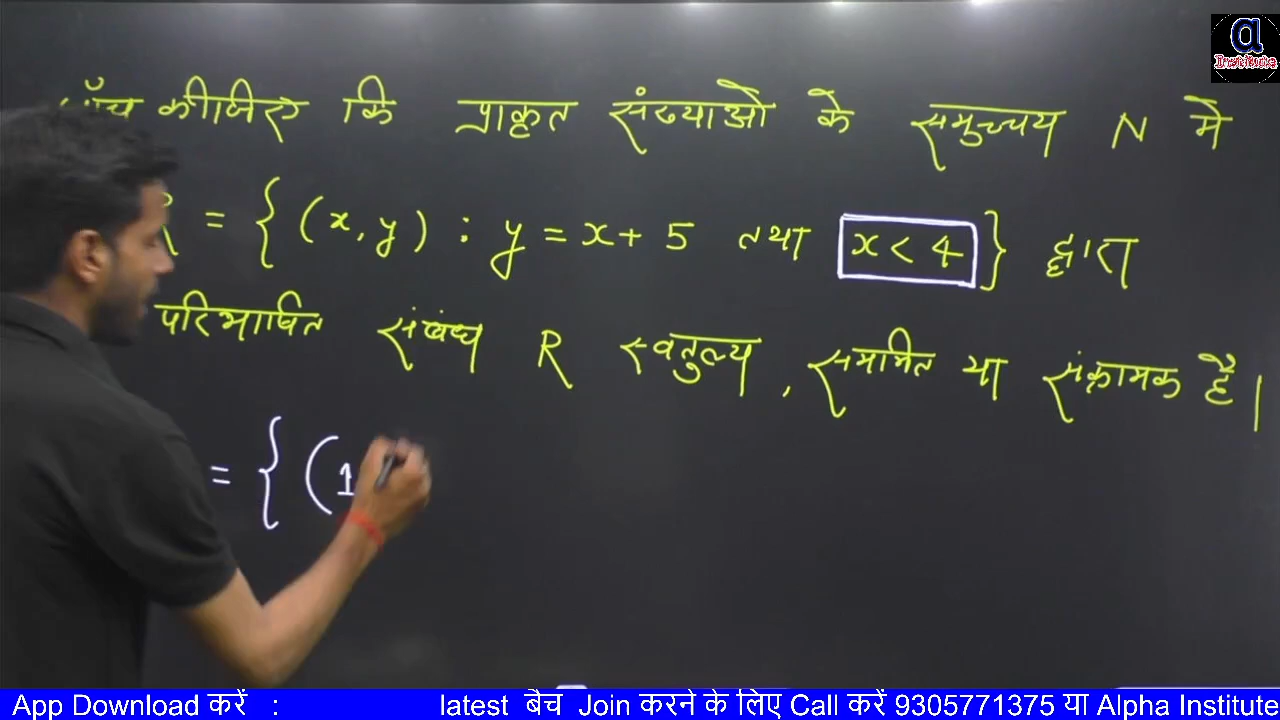 α
Institute
कीजिए कि प्राकृत संख्याओ के समुच्चय N मे
= { (x, y) : y = x + 5 तथा x < 4 } द्वारा
परिभाषित संबंध R स्वतुल्य, सममित या संक्रामक है।
= { (1
App Download करें : latest बैच Join करने के लिए Call करें 9305771375 या Alpha Institute